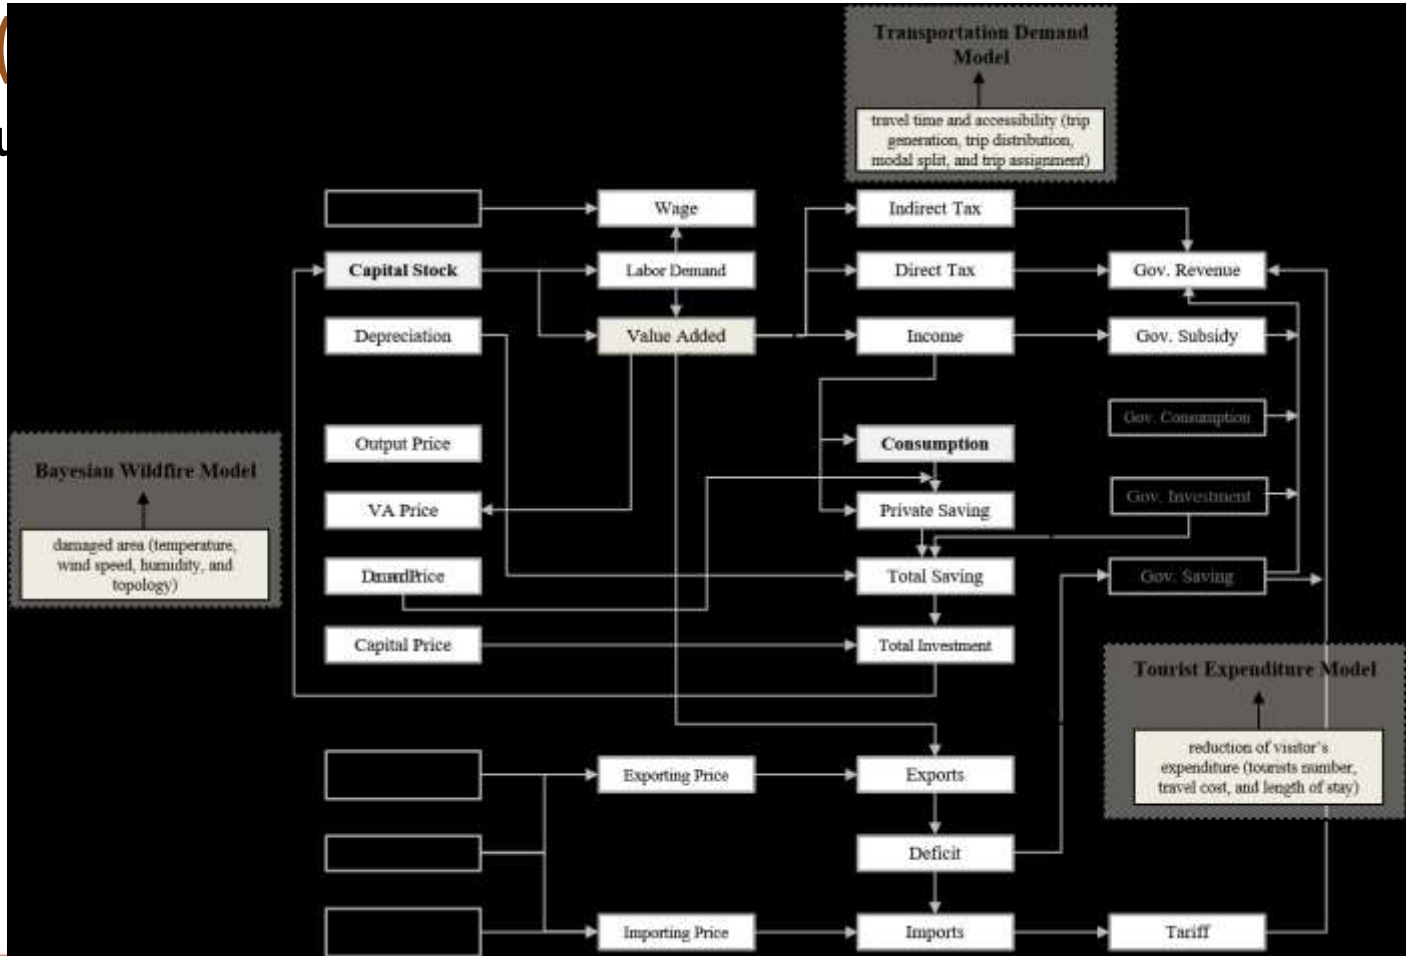 (
Transportation Demand
Model
travel time and accessibility (trip
generation, trip distribution,
modal split, and trip assignment)
Wage
Indirect Tax
Capital Stock
Labor Demand
Direct Tax
Gov. Revenue
Depreciation
Value Added
Income
Gov. Subsidy
Gov. Consumption
Output Price
Consumption
Bayesian Wildfire Model
Gov. Investment
VA Price
Private Saving
damaged area (temperature,
wind speed, humidity, and
topology)
Total Saving
Gov. Saving
Capital Price
Total Investment
Tourist Expenditure Model
reduction of visitor's
expenditure (tourists number,
travel cost, and length of stay)
Exporting Price
Exports
Deficit
Importing Price
Imports
Tariff